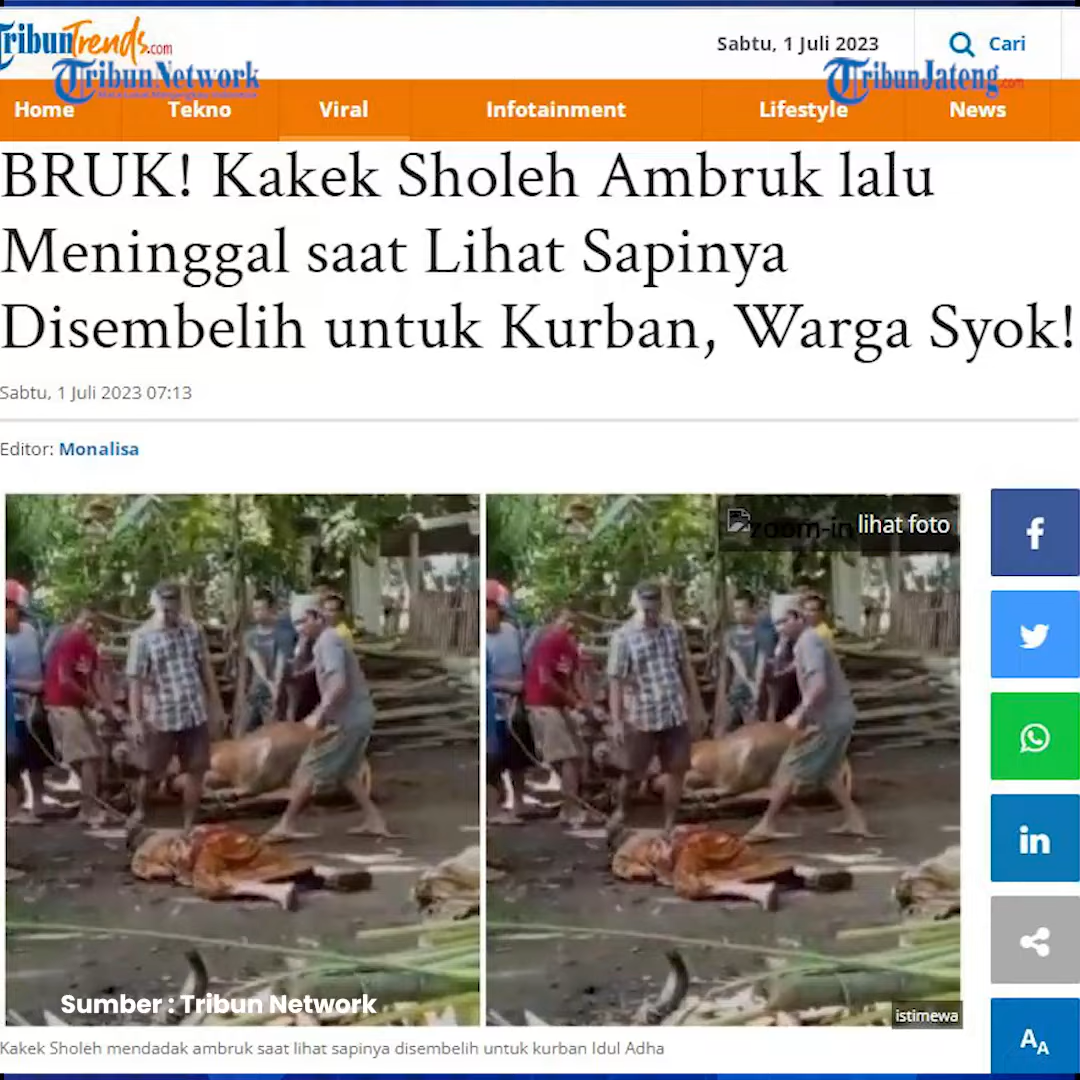 TribunTrends.com
Sabtu, 1 Juli 2023
Cari
Tribun Network
TribunJateng.com
Home Tekno Viral Infotainment Lifestyle News
BRUK! Kakek Sholeh Ambruk lalu
Meninggal saat Lihat Sapinya
Disembelih untuk Kurban, Warga Syok!
Sabtu, 1 Juli 2023 07:13
Editor: Monalisa
zoom-in lihat foto
Sumber : Tribun Network
istimewa
AA
Kakek Sholeh mendadak ambruk saat lihat sapinya disembelih untuk kurban Idul Adha